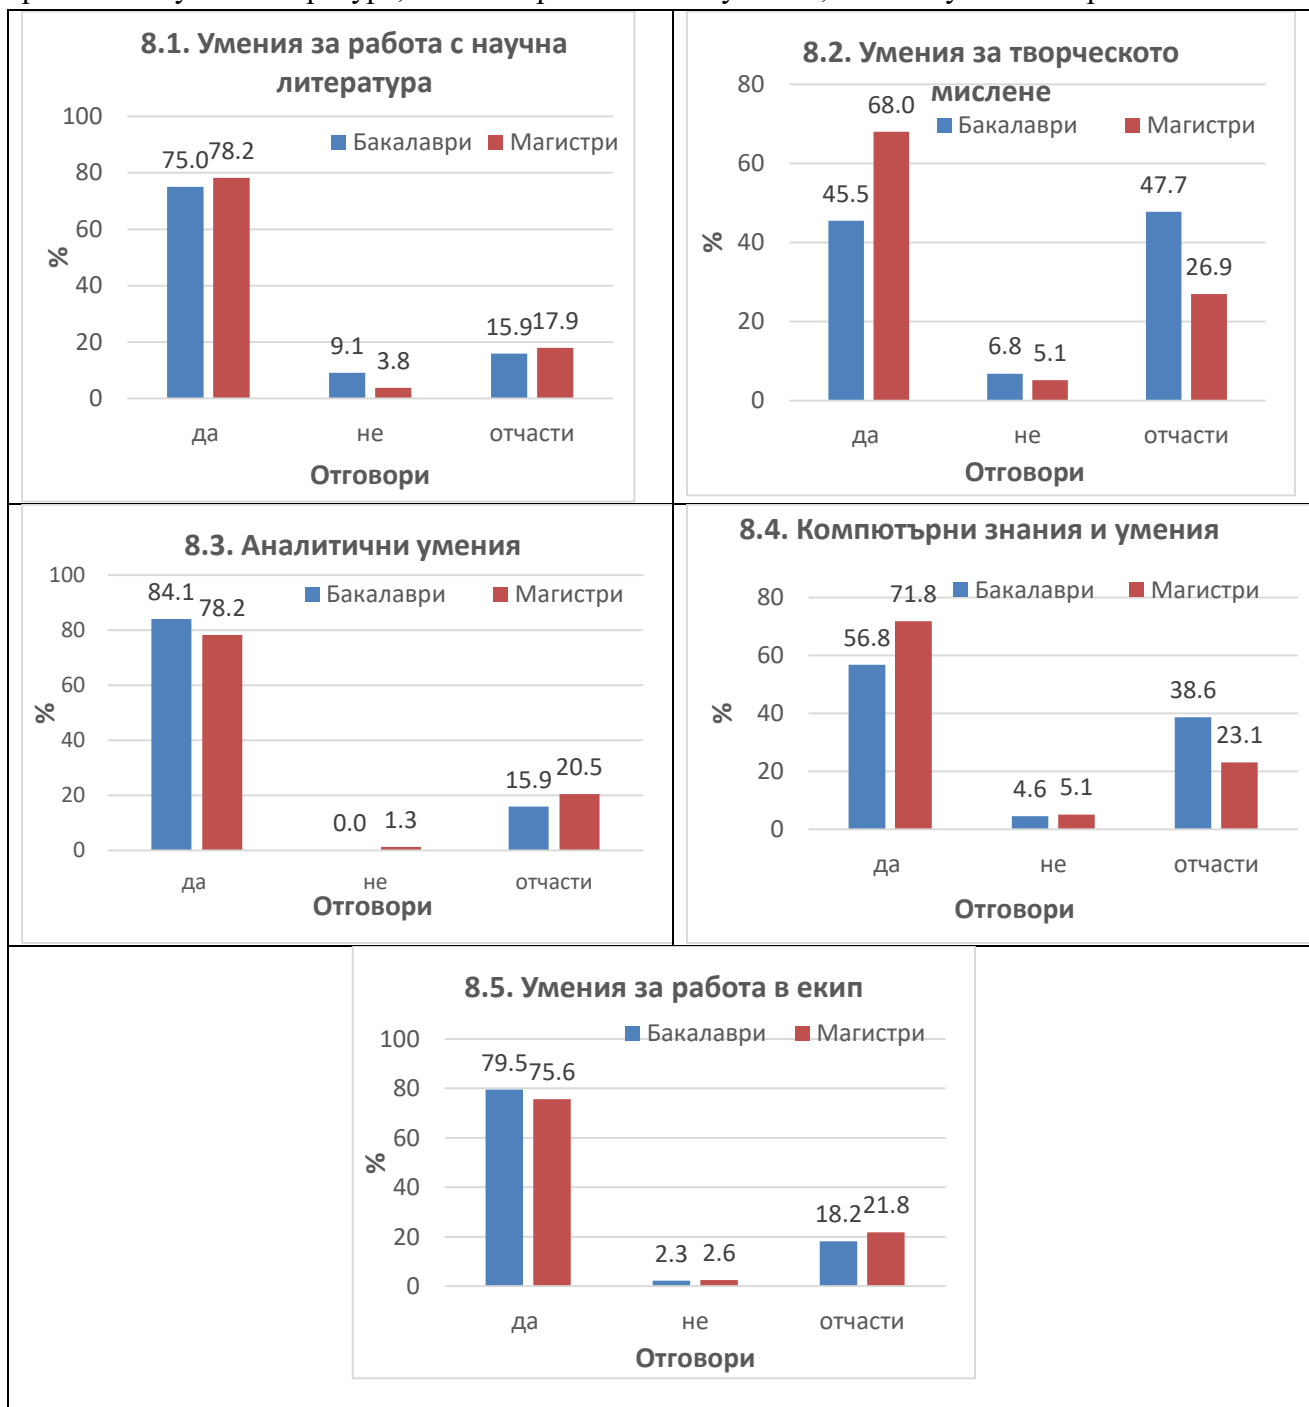 8.1. Умения за работа с научна
литература
Бакалаври Магистри
100
80
60
40
20
0
%
75.0 78.2
9.1 3.8
15.9 17.9
да не отчасти
Отговори
8.2. Умения за творческото
мислене
Бакалаври Магистри
80
60
40
20
0
%
45.5 68.0
6.8 5.1
47.7 26.9
да не отчасти
Отговори
8.3. Аналитични умения
Бакалаври Магистри
100
80
60
40
20
0
%
84.1 78.2
0.0 1.3
15.9 20.5
да не отчасти
Отговори
8.4. Компютърни знания и умения
Бакалаври Магистри
80
60
40
20
0
%
56.8 71.8
4.6 5.1
38.6 23.1
да не отчасти
Отговори
8.5. Умения за работа в екип
Бакалаври Магистри
100
80
60
40
20
0
%
79.5 75.6
2.3 2.6
18.2 21.8
да не отчасти
Отговори